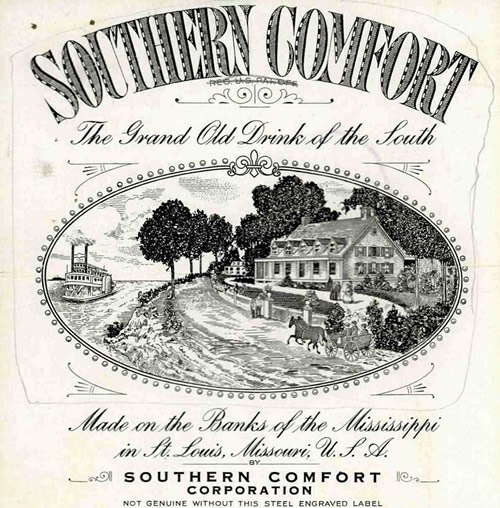 SOUTHERN COMFORT
REG. U.S. PAT. OFF.
The Grand Old Drink of the South
Made on the Banks of the Mississippi
in St. Louis, Missouri, U. S. A.
BY
SOUTHERN COMFORT
CORPORATION
NOT GENUINE WITHOUT THIS STEEL ENGRAVED LABEL